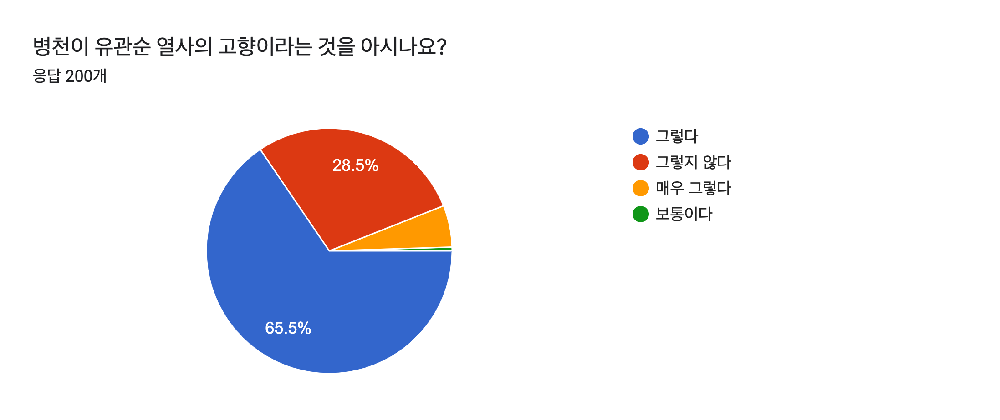 병천이 유관순 열사의 고향이라는 것을 아시나요?
응답 200개
28.5%
65.5%
그렇다
그렇지 않다
매우 그렇다
보통이다